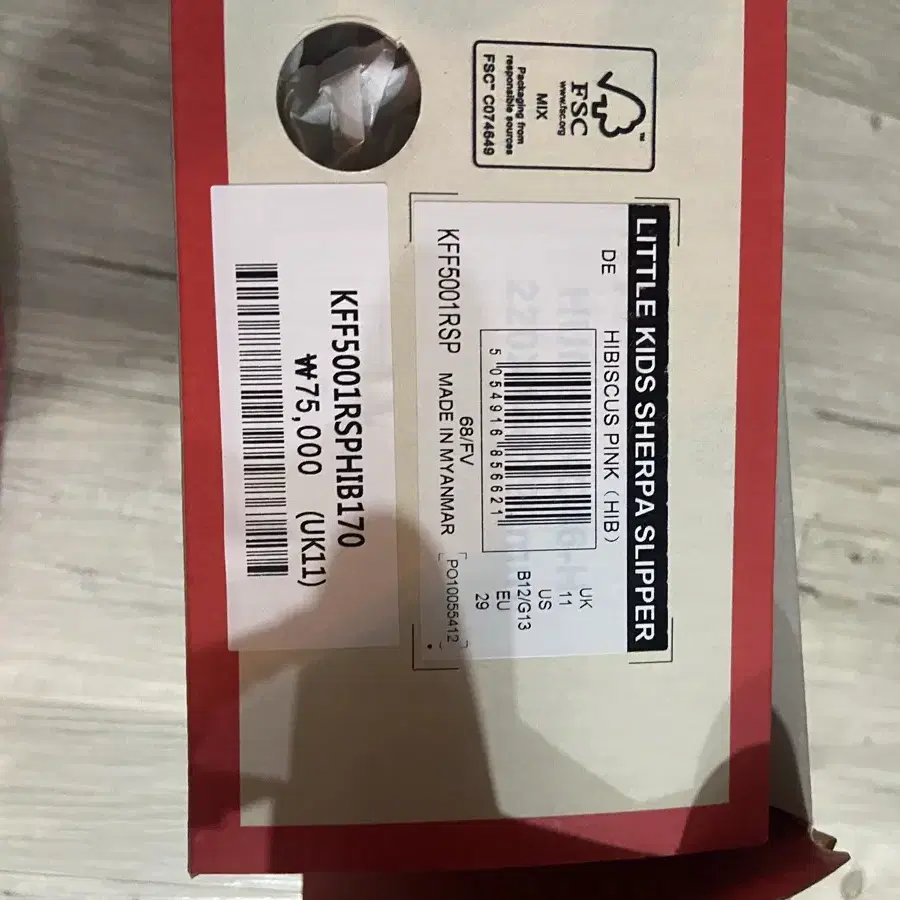 FSC
www.fsc.org
MIX
Packaging from
responsible sources
FSC™ C074649
LITTLE KIDS SHERPA SLIPPER
DE HIBISCUS PINK (HIB)
5 054916 856621
UK
11
US
B12/G13
EU
29
68/FV
KFF5001RSP MADE IN MYANMAR
PO10055412
KFF5001RSPHIB170
₩75,000 (UK11)